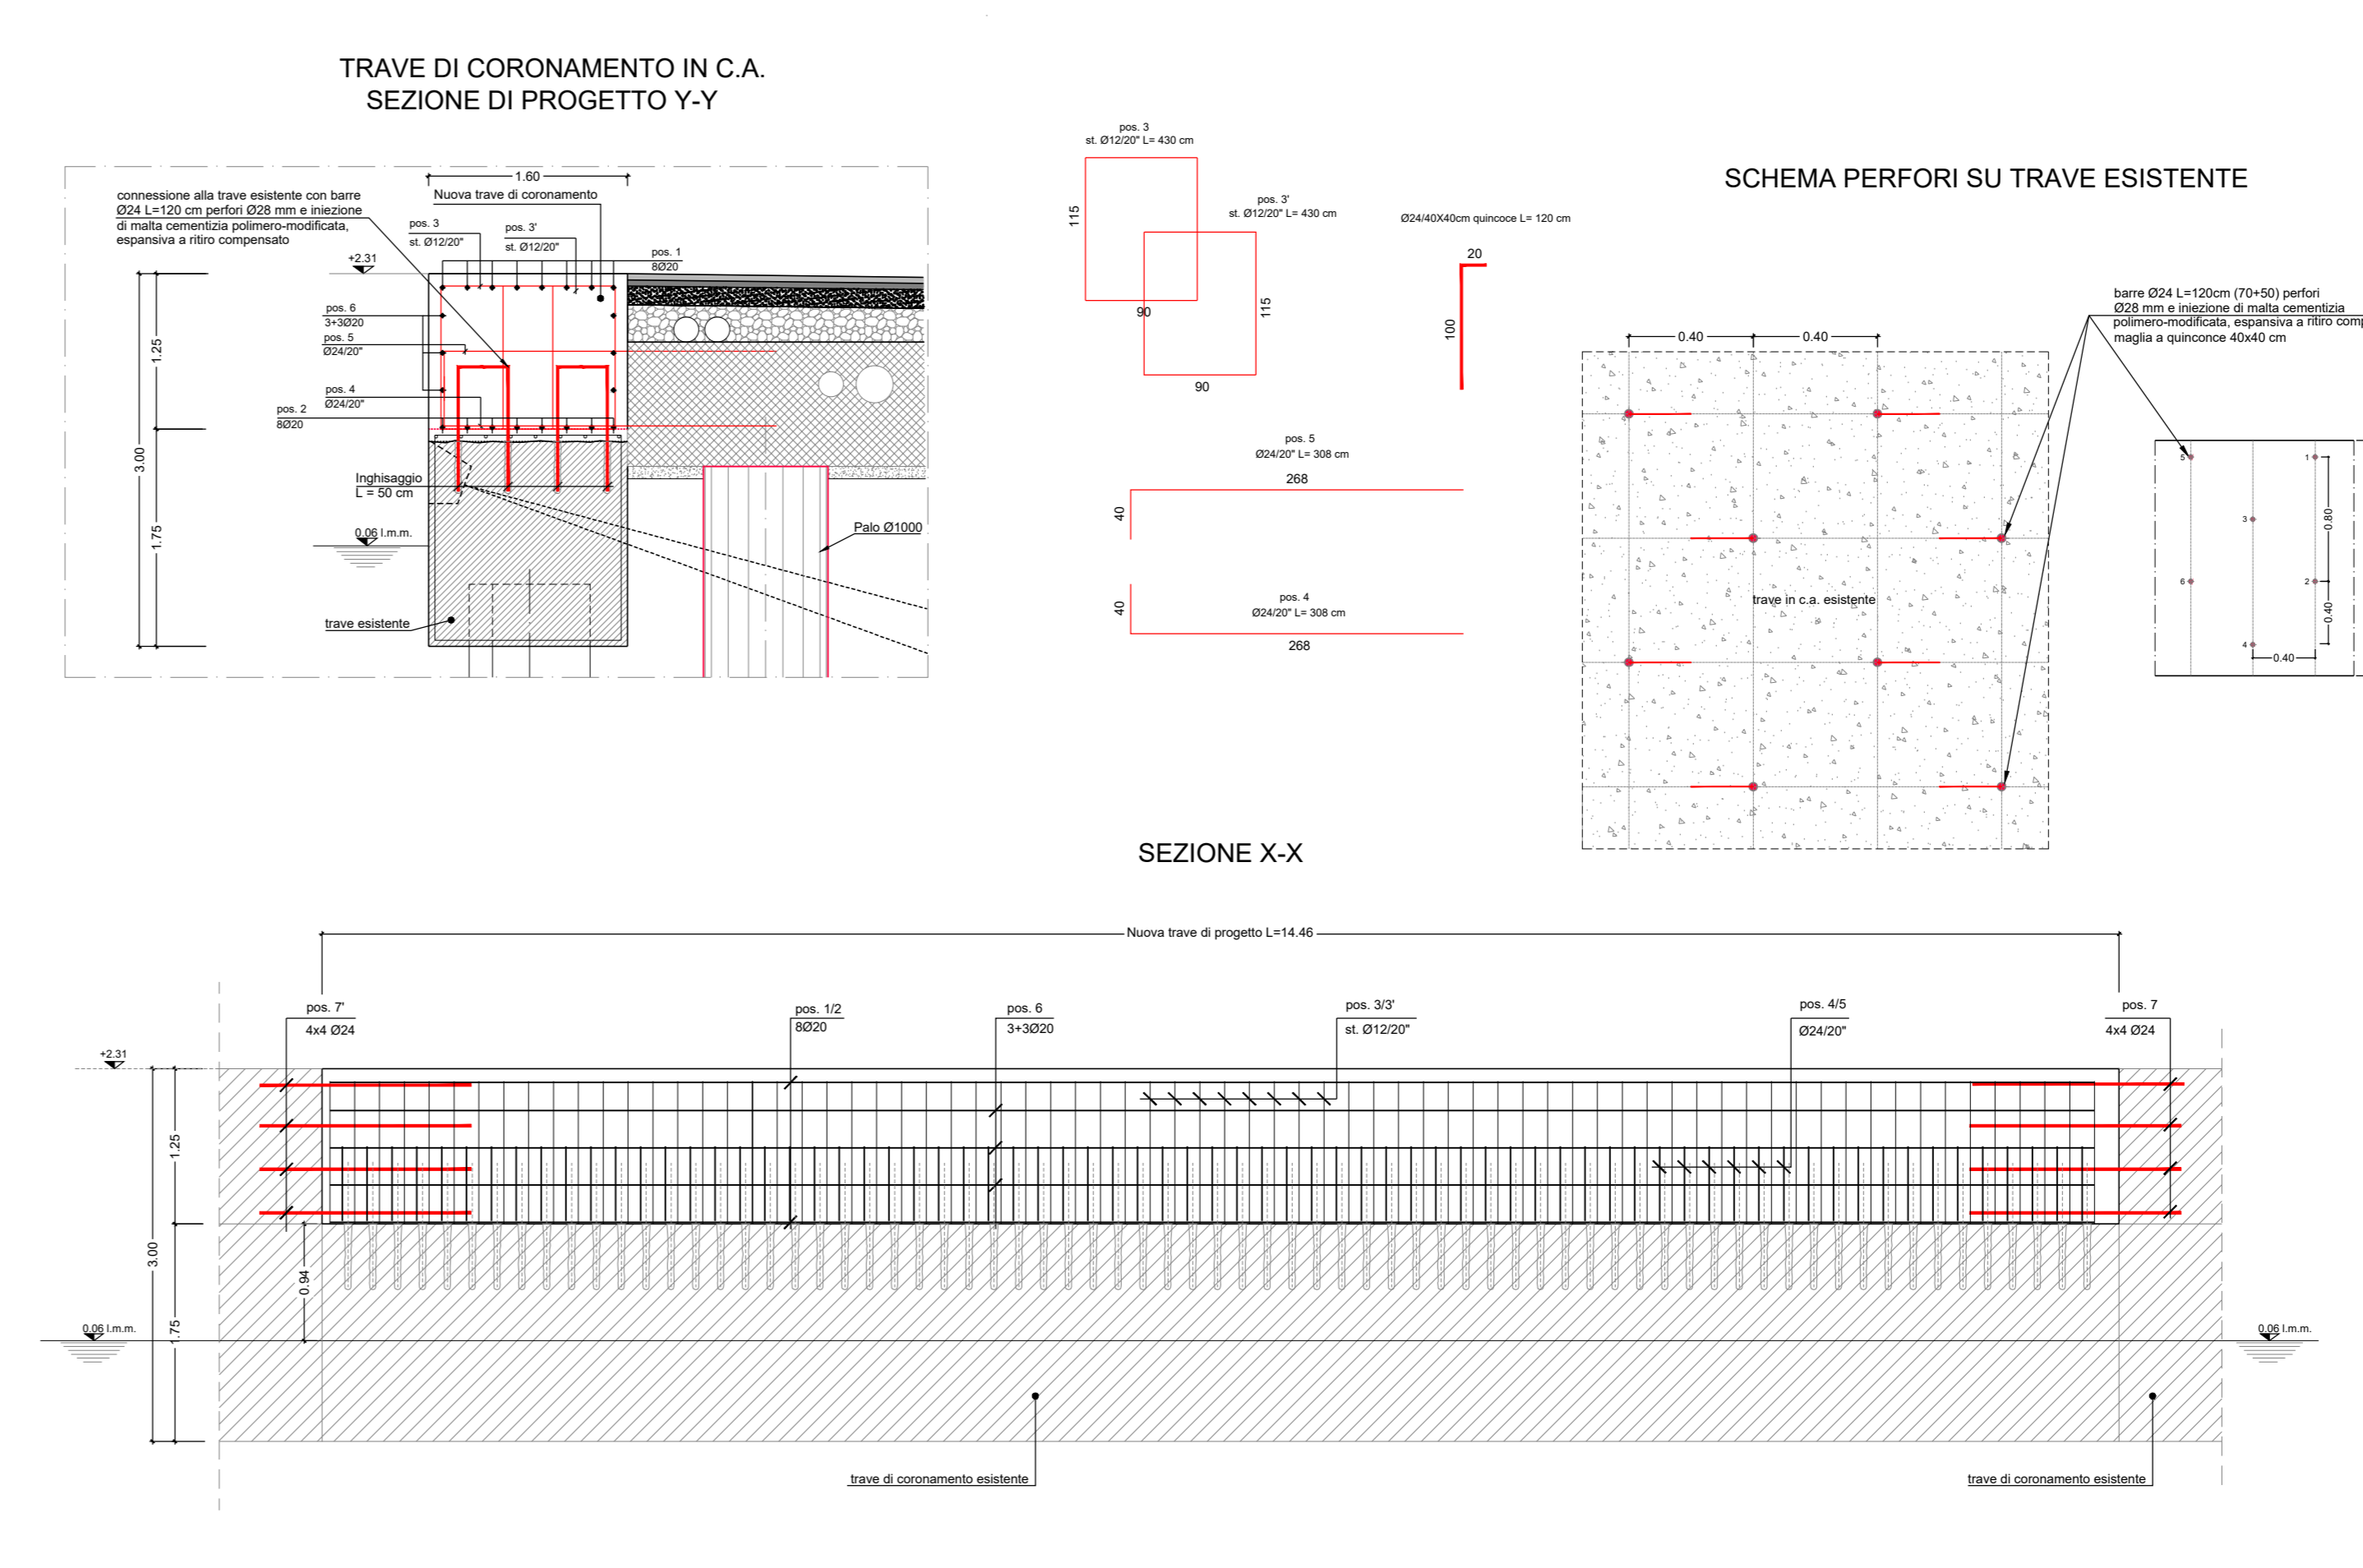 TRAVE DI CORONAMENTO IN C.A.
SEZIONE DI PROGETTO Y-Y
connessione alla trave esistente con barre
Ø24 L=120 cm perfori Ø28 mm e iniezione
di malta cementizia polimero-modificata,
espansiva a ritiro compensato
1.60
Nuova trave di coronamento
pos. 3
st. Ø12/20"
pos. 3'
st. Ø12/20"
pos. 1
8Ø20
+2.31
pos. 6
3+3Ø20
pos. 5
Ø24/20"
pos. 4
Ø24/20"
pos. 2
8Ø20
1.25
3.00
1.75
Inghisaggio
L = 50 cm
0.06 l.m.m.
Palo Ø1000
trave esistente
pos. 3
st. Ø12/20" L= 430 cm
115
90
pos. 3'
st. Ø12/20" L= 430 cm
115
90
Ø24/40X40cm quincoce L= 120 cm
20
100
pos. 5
Ø24/20" L= 308 cm
268
40
pos. 4
Ø24/20" L= 308 cm
40
268
SCHEMA PERFORI SU TRAVE ESISTENTE
0.40
0.40
trave in c.a. esistente
barre Ø24 L=120cm (70+50) perfori
Ø28 mm e iniezione di malta cementizia
polimero-modificata, espansiva a ritiro
maglia a quinconce 40x40 cm
5
1
3
0.80
6
2
0.40
4
0.40
SEZIONE X-X
Nuova trave di progetto L=14.46
pos. 7'
4x4 Ø24
pos. 1/2
8Ø20
pos. 6
3+3Ø20
pos. 3/3'
st. Ø12/20"
pos. 4/5
Ø24/20"
pos. 7
4x4 Ø24
+2.31
1.25
3.00
0.94
1.75
0.06 l.m.m.
0.06 l.m.m.
trave di coronamento esistente
trave di coronamento esistente